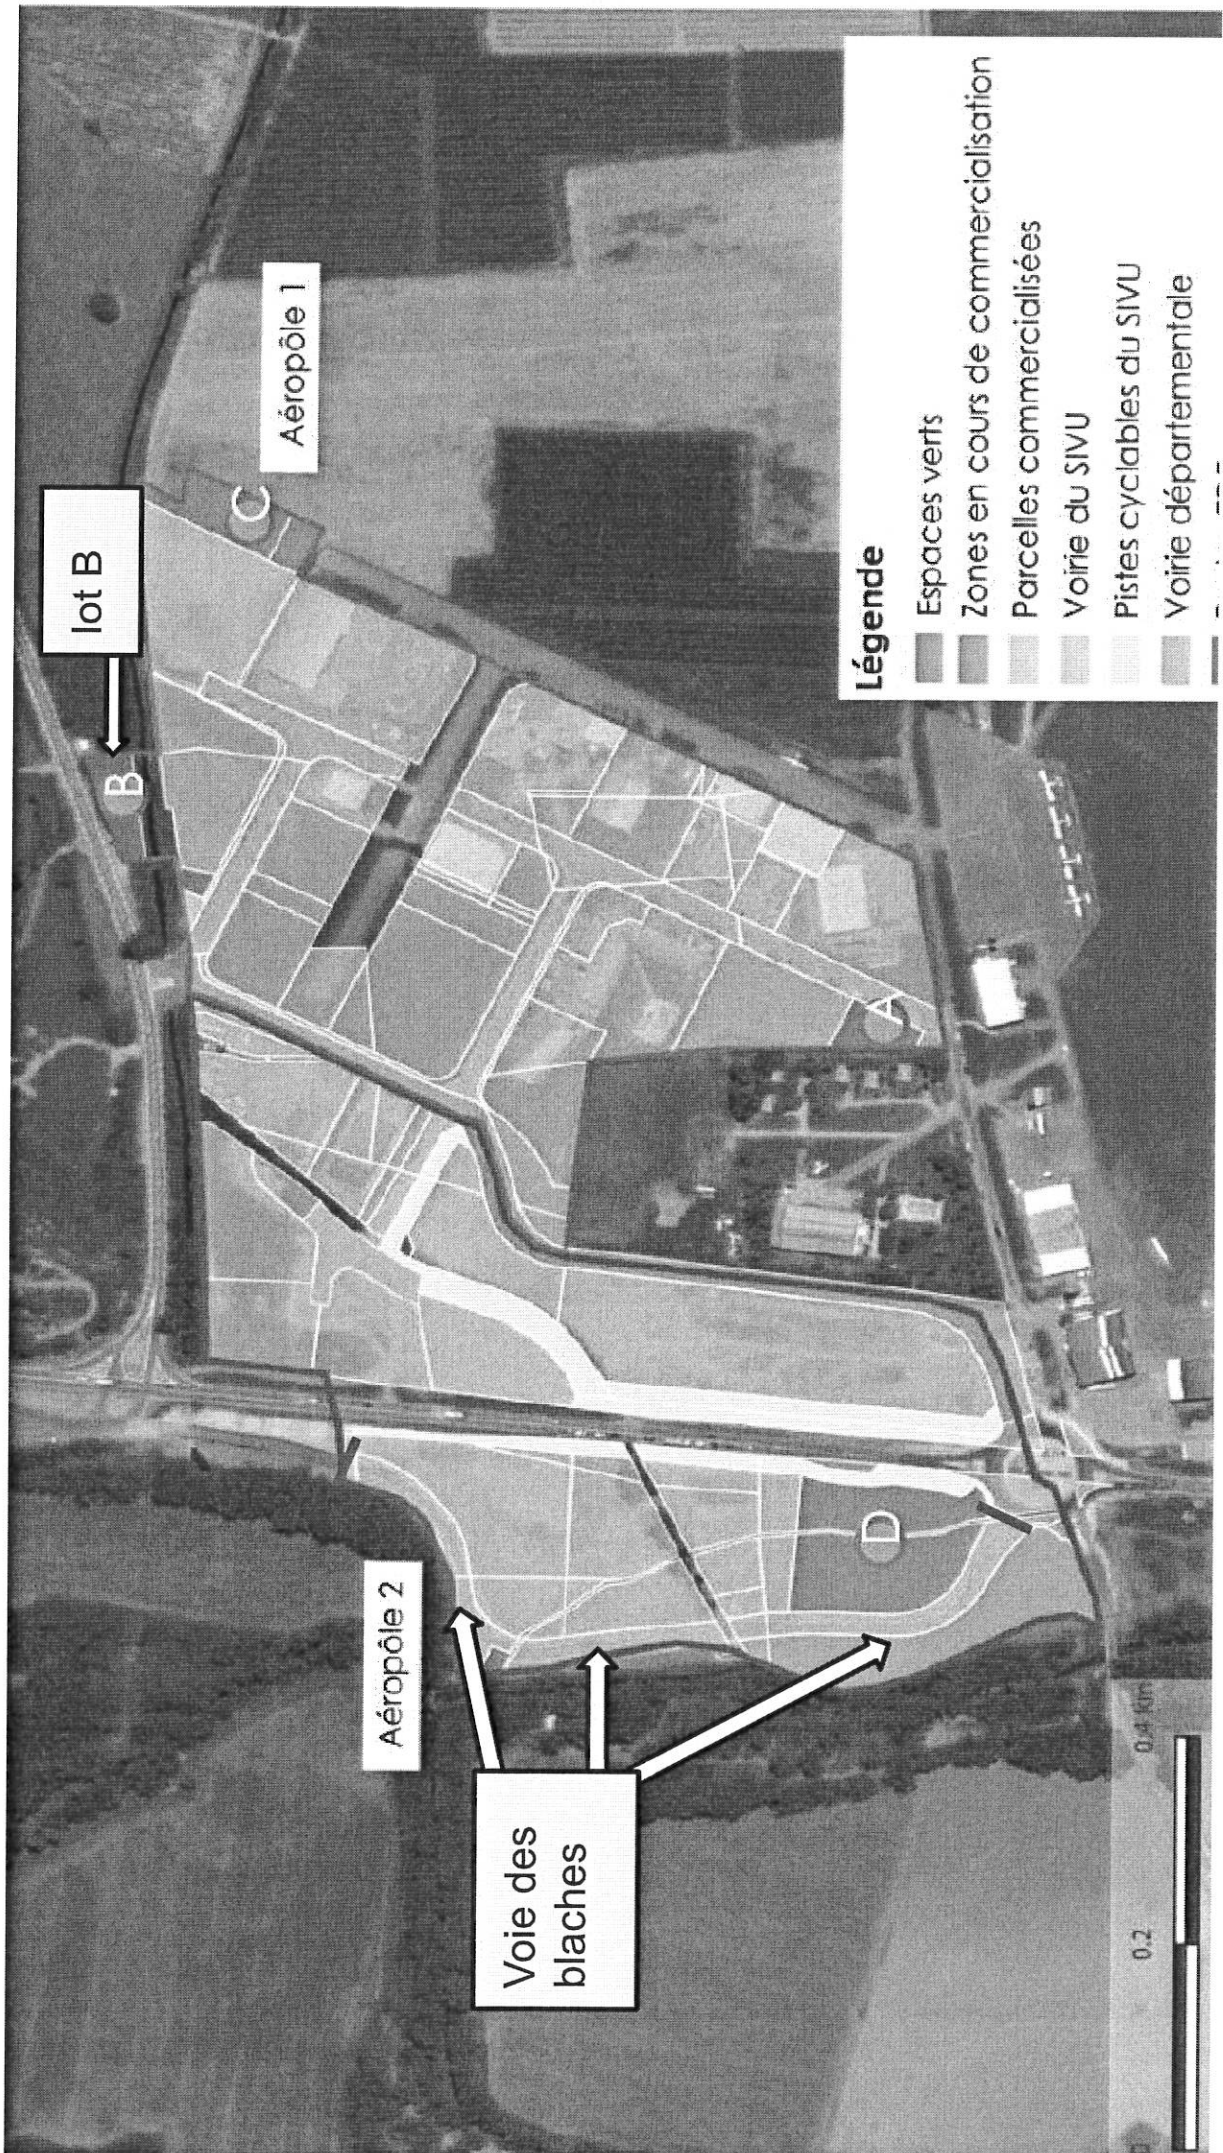 lot B
B
C
Aéropôle 1
A
D
Aéropôle 2
Voie des
blaches
Légende
Espaces verts
Zones en cours de commercialisation
Parcelles commercialisées
Voirie du SIVU
Pistes cyclables du SIVU
Voirie départementale
0.2
0.4 Km